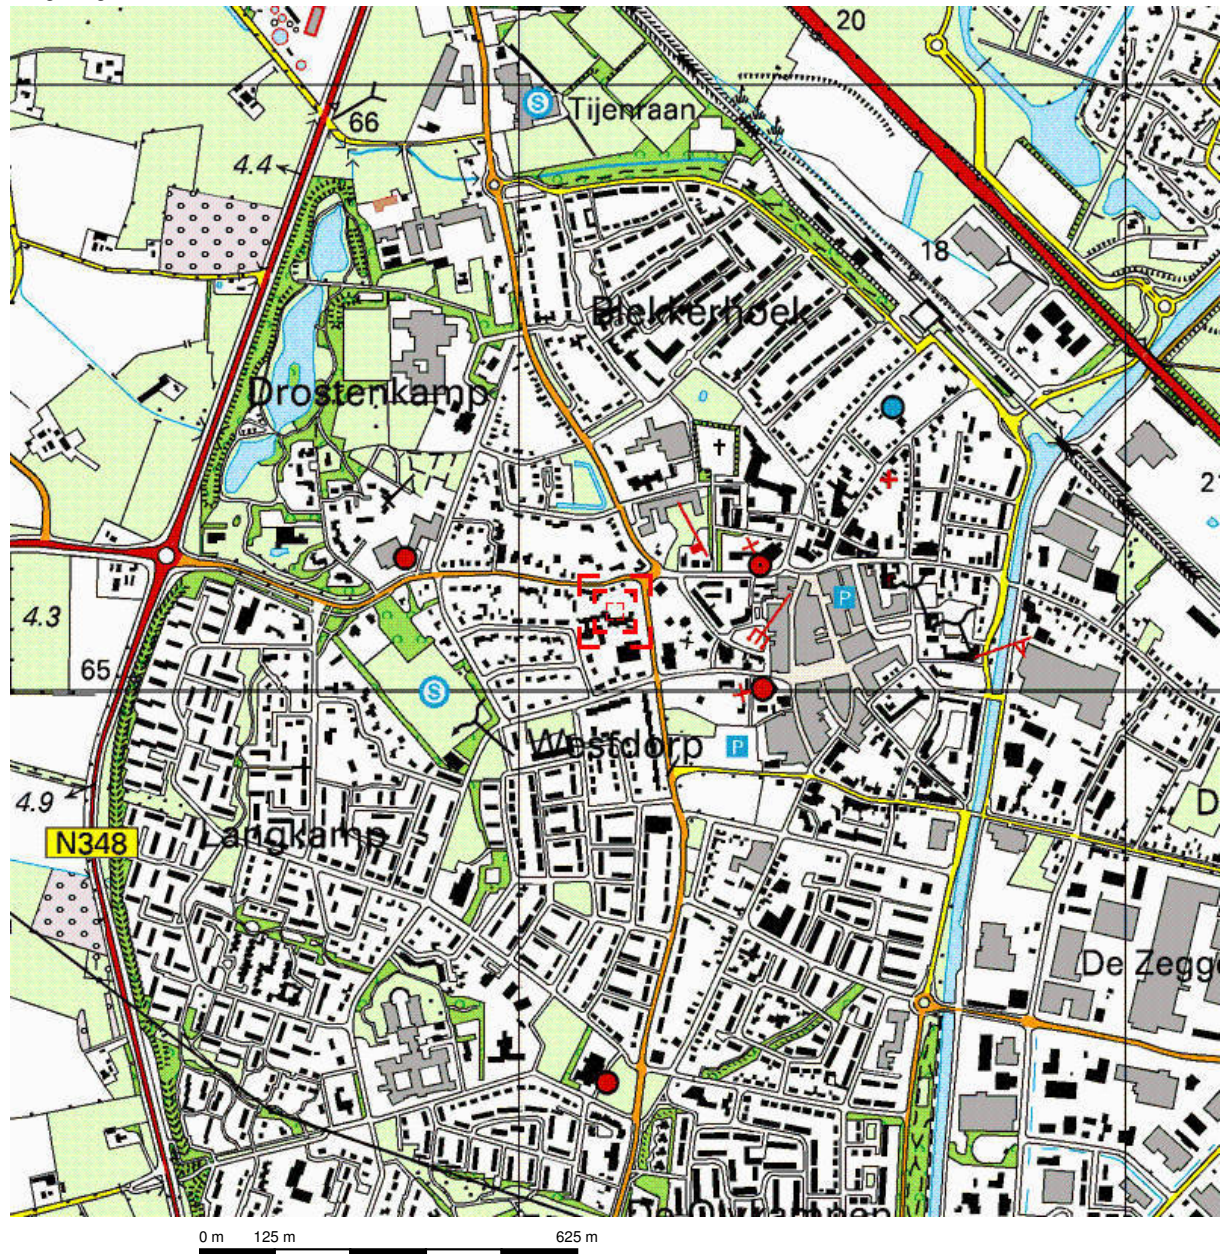 20
S
Tijenraan
66
4.4
18
Blekkerhoek
Drostenkamp
2
P
4.3
65
S
Westdorp
P
4.9
D
Langkamp
N348
De Zegge
0 m 125 m 625 m